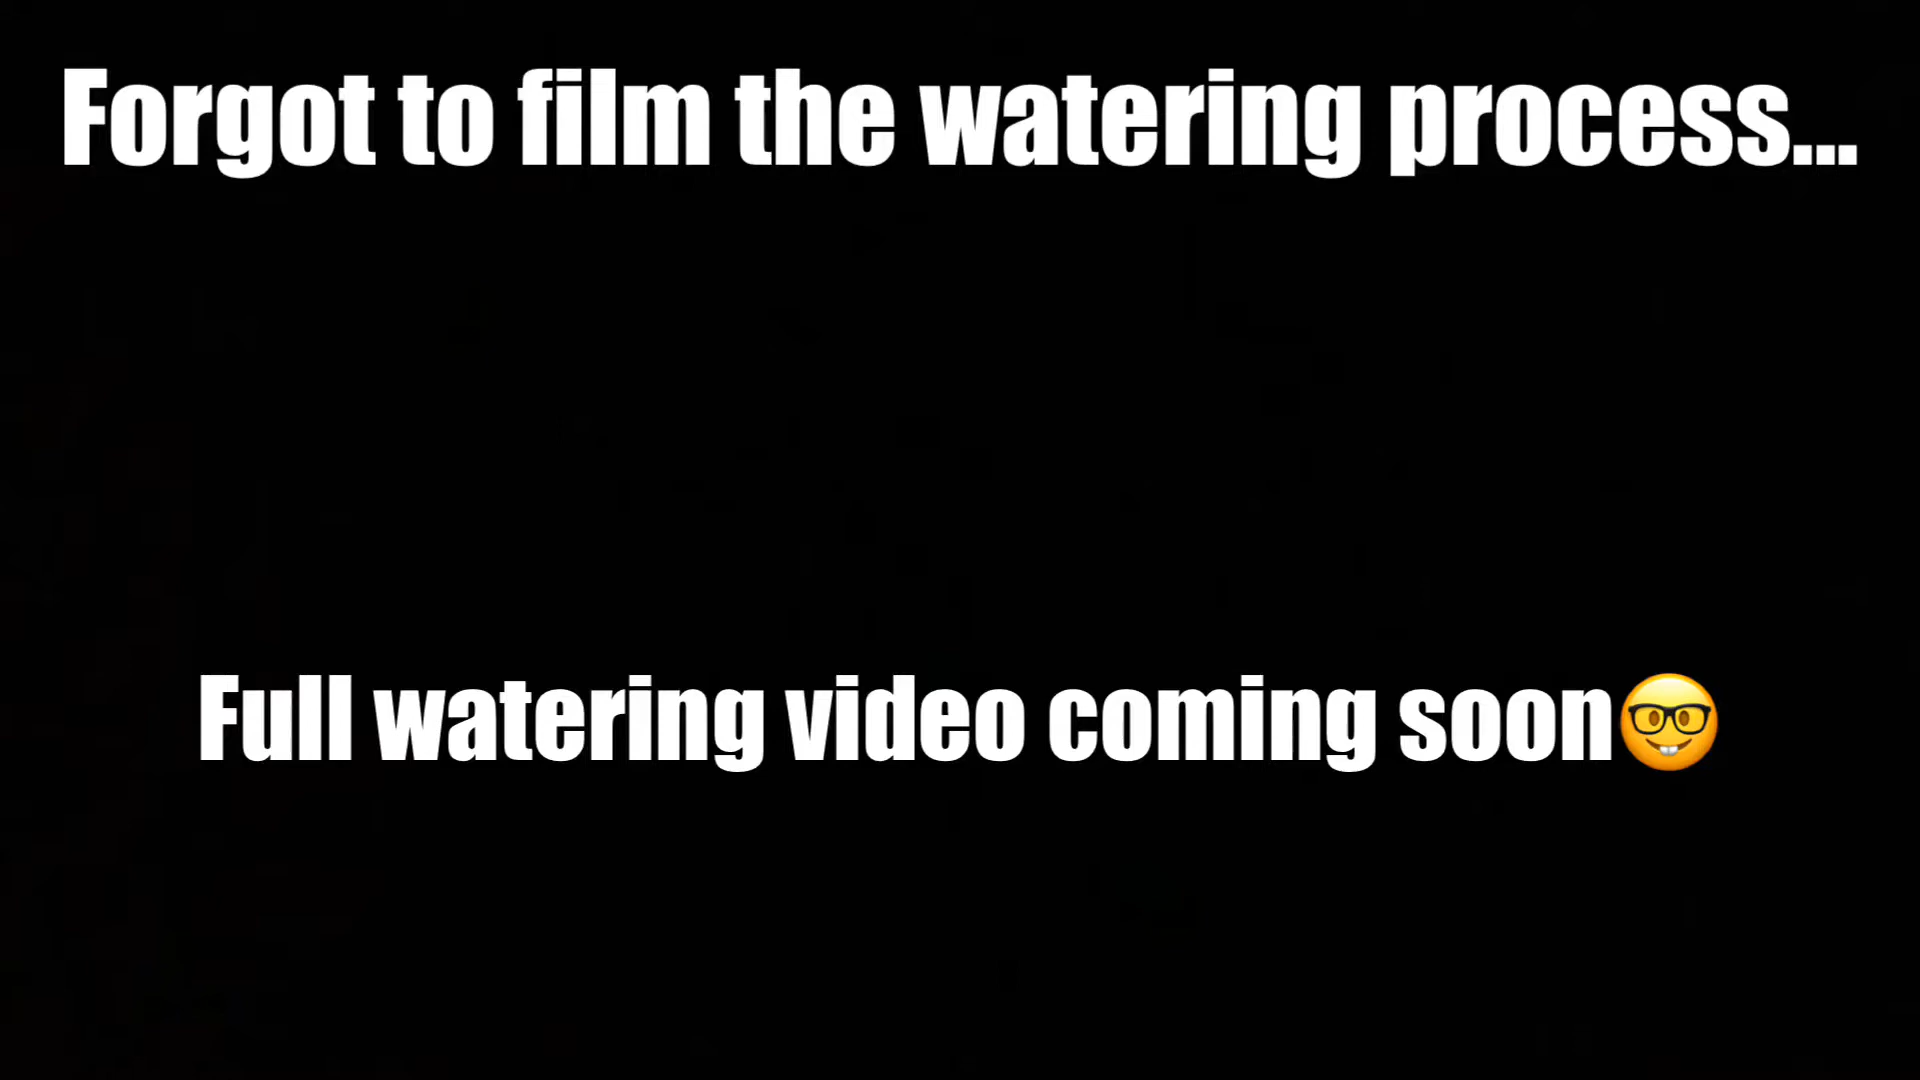 Forgot to film the watering process...
Full watering video coming soon🤓